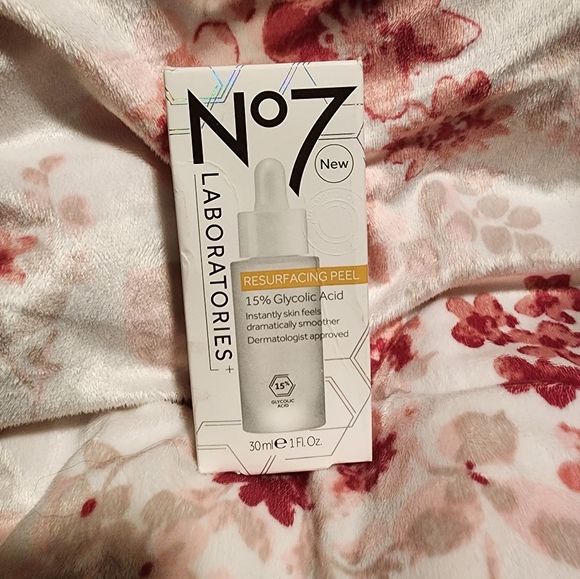 No7
New
LABORATORIES+
RESURFACING PEEL
15% Glycolic Acid
Instantly skin feels
dramatically smoother
Dermatologist approved
15%
GLYCOLIC
ACID
30ml e 1 Fl. Oz.